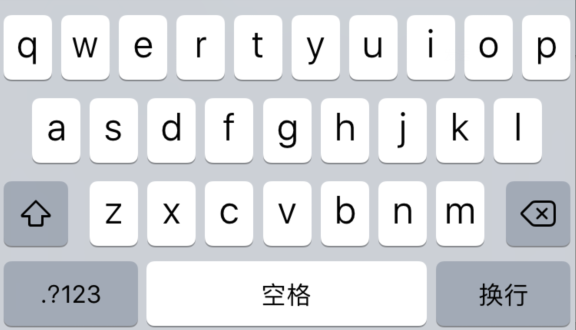 q w e r t y u i o p
a s d f g h j k l
z x c v b n m
.?123 空格 换行